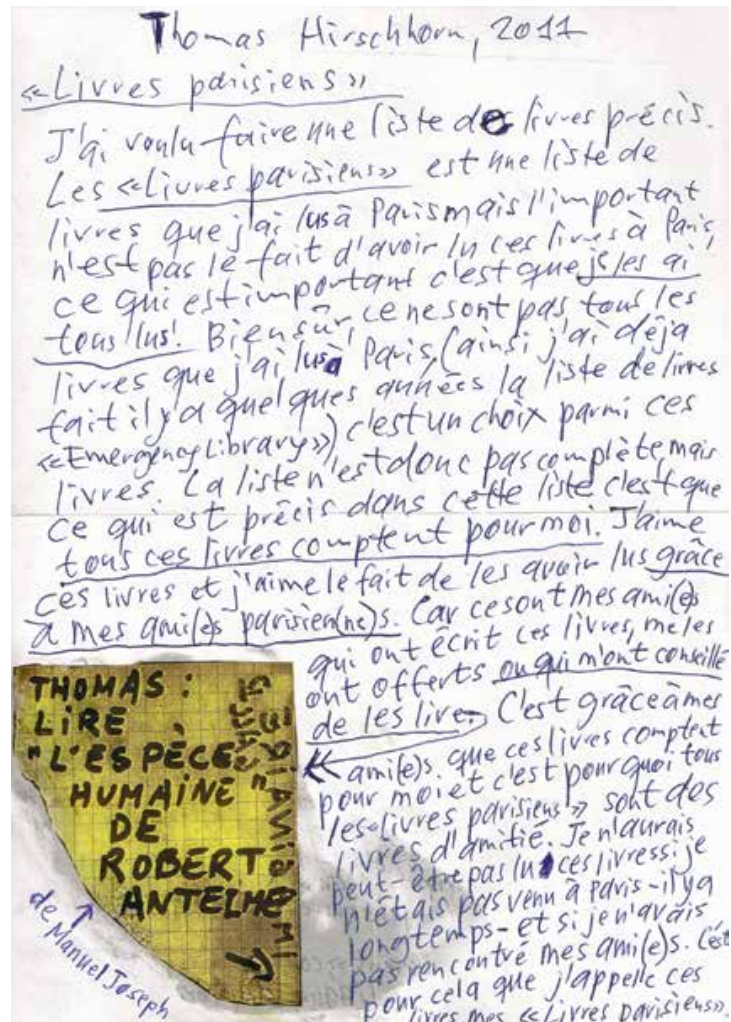 Thomas Hirschhorn, 2011
«Livres parisiens»
J'ai voulu faire une liste de livres précis.
Les «Livres parisiens» est une liste de
livres que j'ai lus à Paris mais l'important
n'est pas le fait d'avoir lu ces livres à Paris,
ce qui est important c'est que je les ai
tous lus! Bien sûr, ce ne sont pas tous les
livres que j'ai lus à Paris, (ainsi j'ai déjà
fait il y a quelques années la liste de livres
«Emergency Library») c'est un choix parmi ces
livres. La liste n'est donc pas complète, mais
ce qui est précis dans cette liste c'est que
tous ces livres comptent pour moi. J'aime
ces livres et j'aime le fait de les avoir lus grâce
à mes ami(e)s parisien(ne)s. Car ce sont mes ami(e)s
qui ont écrit ces livres, me les
ont offerts ou qui m'ont conseillé
de les lire. C'est grâce à mes
ami(e)s que ces livres comptent
pour moi et c'est pourquoi tous
les «Livres parisiens» sont des
livres d'amitié. Je n'aurais
peut-être pas lu ces livres si je
n'étais pas venu à Paris - il y a
longtemps - et si je n'avais
pas rencontré mes ami(e)s. C'est
pour cela que j'appelle ces
livres mes «Livres parisiens».
THOMAS :
LIRE
"L'ESPÈCE
HUMAINE"
DE
ROBERT
ANTELME
de Manuel Joseph